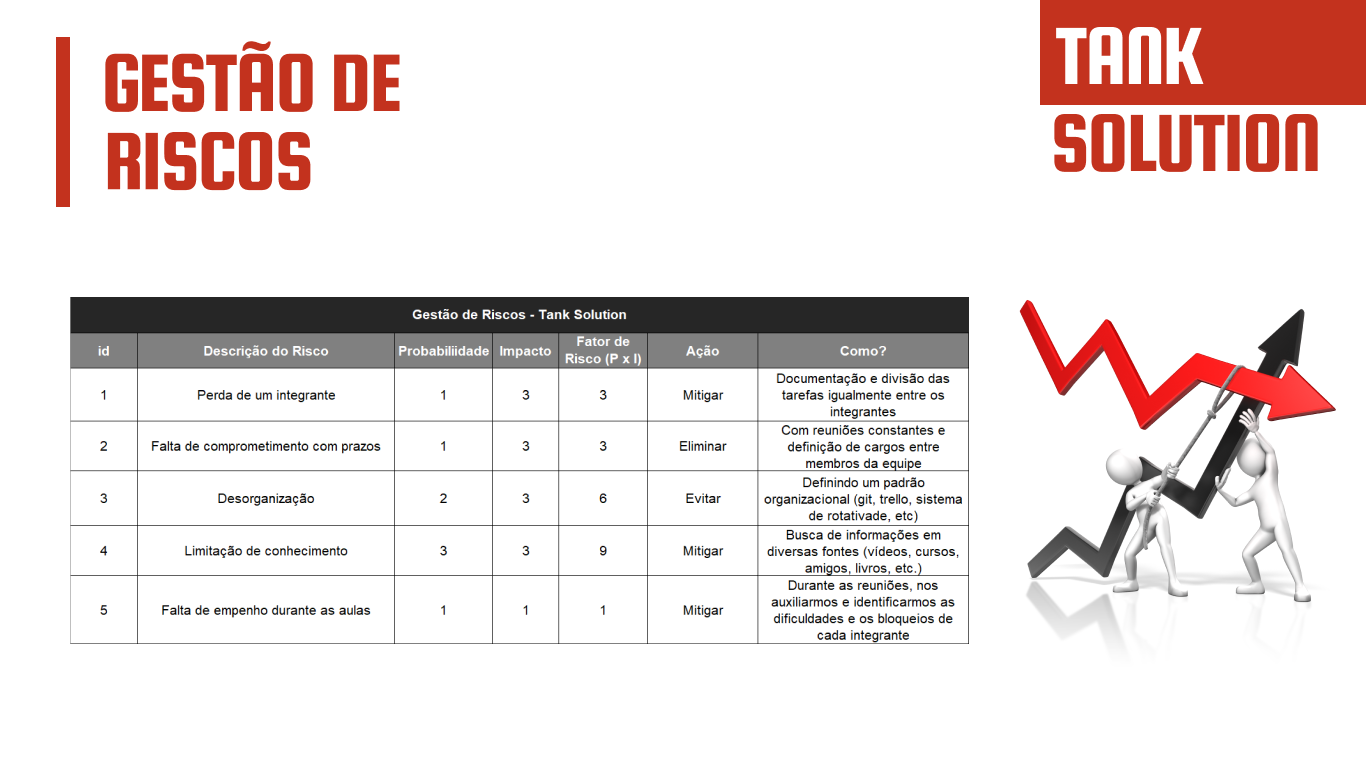 GESTÃO DE
RISCOS
TANK
SOLUTION
Gestão de Riscos - Tank Solution
id
Descrição do Risco
Probabiliidade
Impacto
Fator de
Risco (P x I)
Ação
Como?
1
Perda de um integrante
1
3
3
Mitigar
Documentação e divisão das
tarefas igualmente entre os
integrantes
2
Falta de comprometimento com prazos
1
3
3
Eliminar
Com reuniões constantes e
definição de cargos entre
membros da equipe
3
Desorganização
2
3
6
Evitar
Definindo um padrão
organizacional (git, trello, sistema
de rotativade, etc)
4
Limitação de conhecimento
3
3
9
Mitigar
Busca de informações em
diversas fontes (vídeos, cursos,
amigos, livros, etc.)
5
Falta de empenho durante as aulas
1
1
1
Mitigar
Durante as reuniões, nos
auxiliarmos e identificarmos as
dificuldades e os bloqueios de
cada integrante